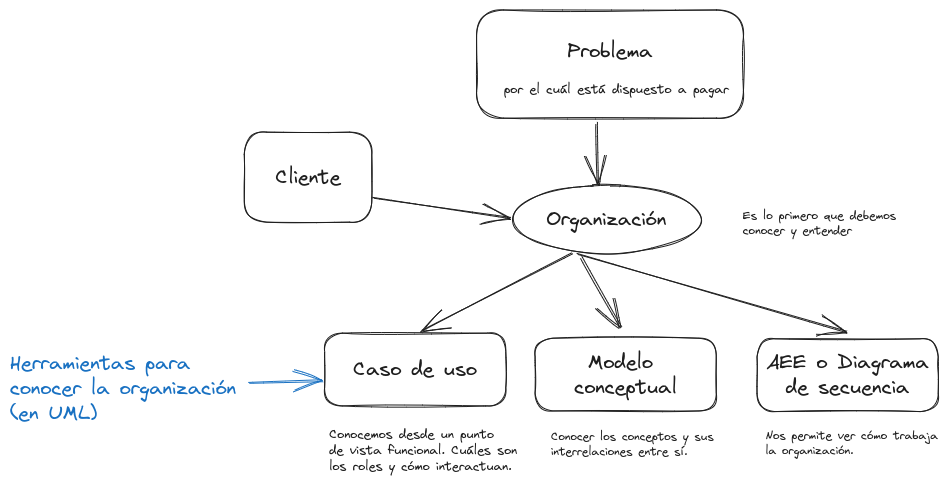 Problema
por el cuál está dispuesto a pagar
Cliente
Organización
Es lo primero que debemos
conocer y entender
Herramientas para
conocer la organización
(en UML)
Caso de uso
Modelo
conceptual
AEE o Diagrama
de secuencia
Conocemos desde un punto
de vista funcional. Cuáles son
los roles y cómo interactuan.
Conocer los conceptos y sus
interrelaciones entre sí.
Nos permite ver cómo trabaja
la organización.